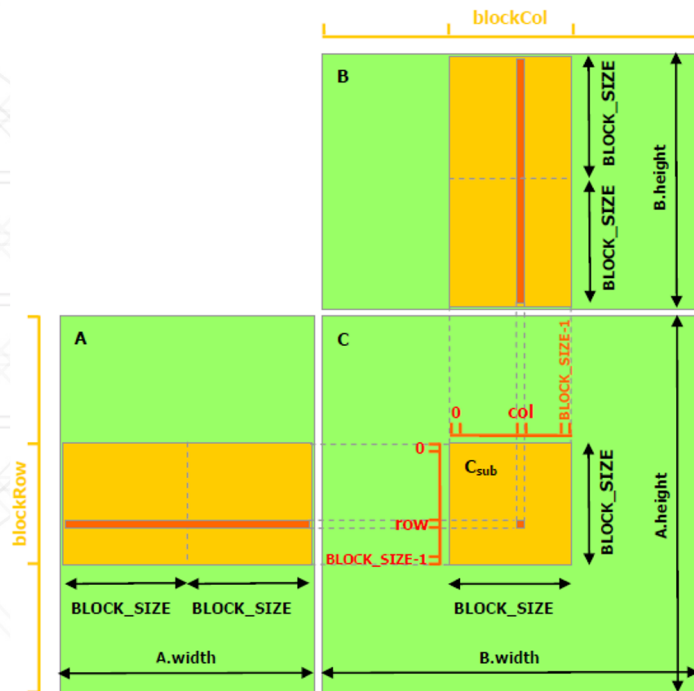 blockCol
B
BLOCK_SIZE
BLOCK_SIZE
B.height
A
C
BLOCK_SIZE-1
0
col
0
C_sub
blockRow
row
BLOCK_SIZE-1
BLOCK_SIZE
A.height
BLOCK_SIZE
BLOCK_SIZE
BLOCK_SIZE
A.width
B.width